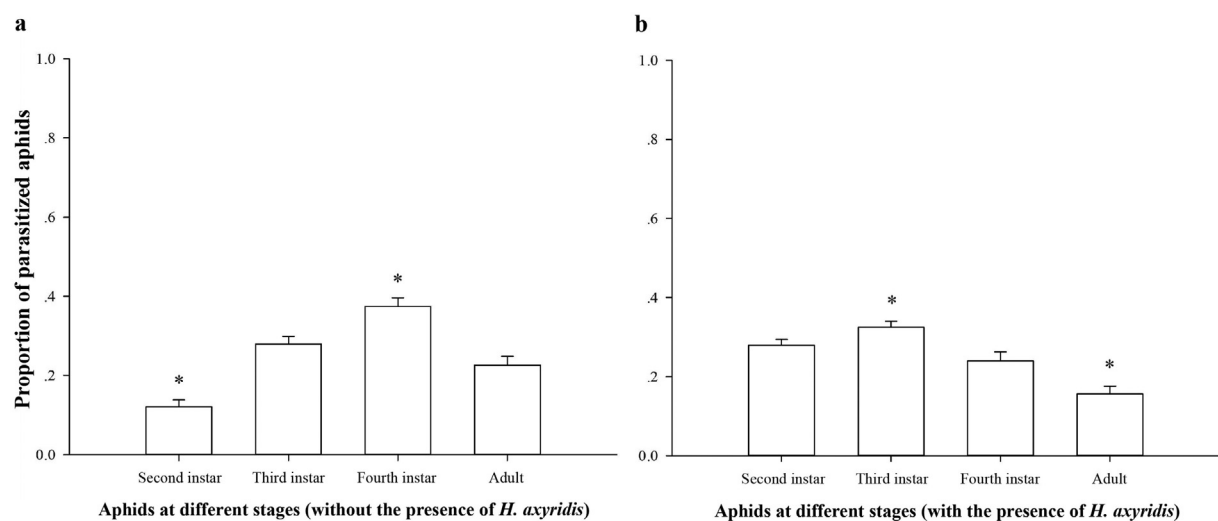 a
Proportion of parasitized aphids
1.0
.8
.6
.4
.2
0.0
*
*
Second instar
Third instar
Fourth instar
Adult
Aphids at different stages (without the presence of H. axyridis)
b
1.0
.8
.6
.4
.2
0.0
*
*
Second instar
Third instar
Fourth instar
Adult
Aphids at different stages (with the presence of H. axyridis)